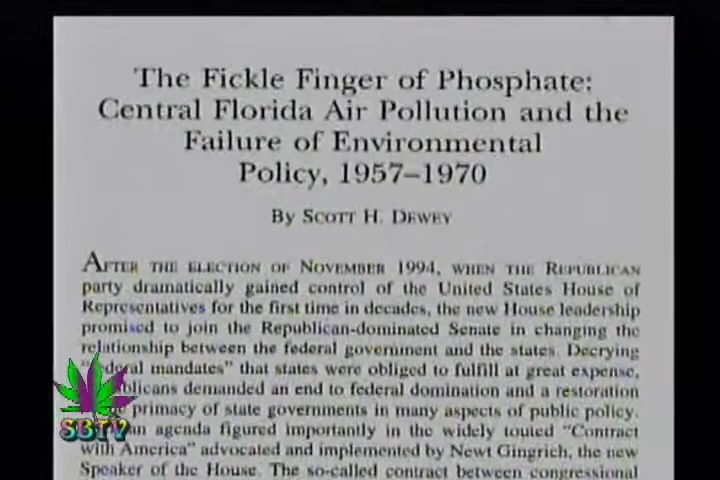 The Fickle Finger of Phosphate:
Central Florida Air Pollution and the
Failure of Environmental
Policy, 1957–1970
By SCOTT H. DEWEY
AFTER THE ELECTION OF NOVEMBER 1994, WHEN THE REPUBLICAN
party dramatically gained control of the United States House of
Representatives for the first time in decades, the new House leadership
promised to join the Republican-dominated Senate in changing the
relationship between the federal government and the states. Decrying
deral mandates” that states were obliged to fulfill at great expense,
blicans demanded an end to federal domination and a restoration
primacy of state governments in many aspects of public policy.
an agenda figured importantly in the widely touted “Contract
with America” advocated and implemented by Newt Gingrich, the new
Speaker of the House. The so-called contract between congressional
SBTV